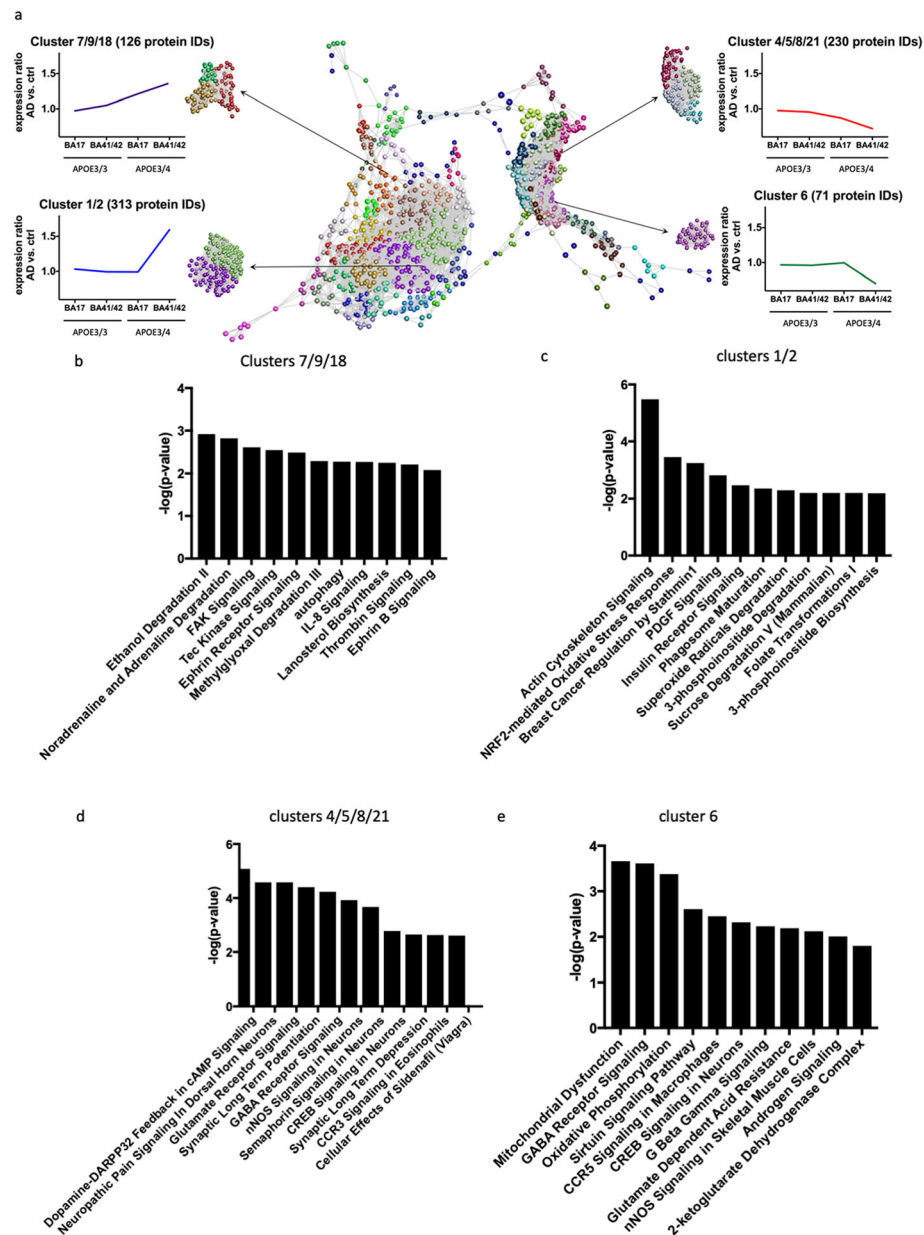 a
Cluster 7/9/18 (126 protein IDs)
expression ratio
AD vs. ctrl
1.5
1.0
BA17
BA41/42
BA17
BA41/42
APOE3/3
APOE3/4
Cluster 1/2 (313 protein IDs)
expression ratio
AD vs. ctrl
1.5
1.0
BA17
BA41/42
BA17
BA41/42
APOE3/3
APOE3/4
Cluster 4/5/8/21 (230 protein IDs)
expression ratio
AD vs. ctrl
1.5
1.0
BA17
BA41/42
BA17
BA41/42
APOE3/3
APOE3/4
Cluster 6 (71 protein IDs)
expression ratio
AD vs. ctrl
1.5
1.0
BA17
BA41/42
BA17
BA41/42
APOE3/3
APOE3/4
b
Clusters 7/9/18
-log(p-value)
4
3
2
1
0
Ethanol Degradation II
Noradrenaline and Adrenaline Degradation
FAK Signaling
Tec Kinase Signaling
Ephrin Receptor Signaling
Methylglyoxal Degradation III
autophagy
IL-8 Signaling
Lanosterol Biosynthesis
Thrombin Signaling
Ephrin B Signaling
c
clusters 1/2
-log(p-value)
6
4
2
0
Actin Cytoskeleton Signaling
NRF2-mediated Oxidative Stress Response
Breast Cancer Regulation by Stathmin1
PDGF Signaling
Insulin Receptor Signaling
Phagosome Maturation
Superoxide Radicals Degradation
3-phosphoinositide Degradation
Sucrose Degradation V (Mammalian)
Folate Transformations I
3-phosphoinositide Biosynthesis
d
clusters 4/5/8/21
-log(p-value)
6
4
2
0
Dopamine-DARPP32 Feedback in cAMP Signaling
Neuropathic Pain Signaling In Dorsal Horn Neurons
Glutamate Receptor Signaling
Synaptic Long Term Potentiation
GABA Receptor Signaling
nNOS Signaling in Neurons
Semaphorin Signaling in Neurons
CREB Signaling in Neurons
Synaptic Long Term Depression
CCR3 Signaling in Eosinophils
Cellular Effects of Sildenafil (Viagra)
e
cluster 6
-log(p-value)
4
3
2
1
0
Mitochondrial Dysfunction
GABA Receptor Signaling
Oxidative Phosphorylation
Sirtuin Signaling Pathway
CCR5 Signaling in Macrophages
CREB Signaling in Neurons
G Beta Gamma Signaling
Glutamate Dependent Acid Resistance
nNOS Signaling in Skeletal Muscle Cells
Androgen Signaling
2-ketoglutarate Dehydrogenase Complex